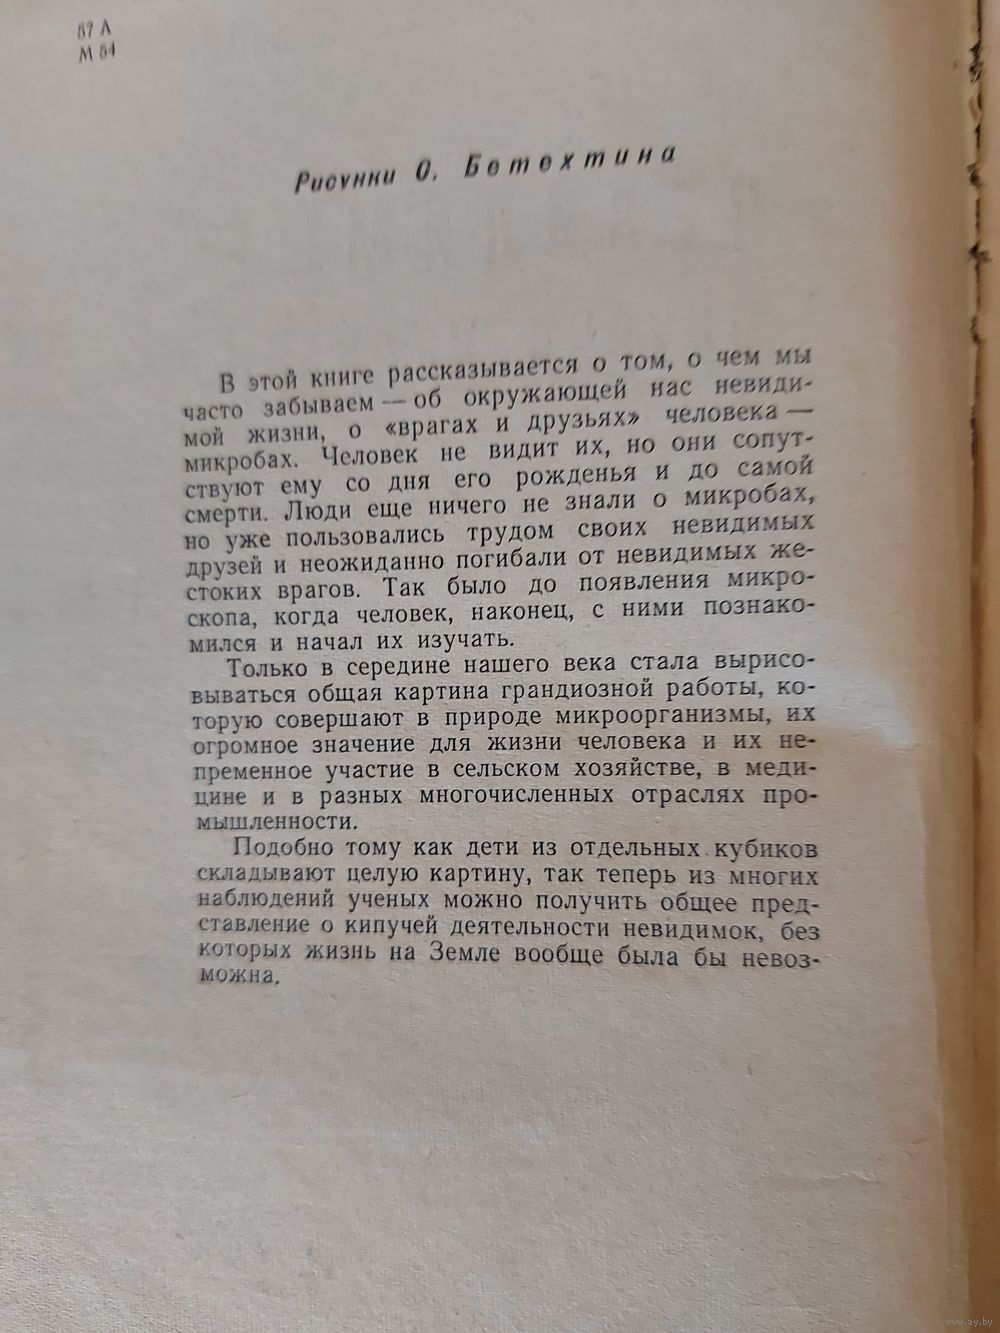 57 А
М 54
Рисунки О. Бетехтина
В этой книге рассказывается о том, о чем мы
часто забываем — об окружающей нас невиди-
мой жизни, о «врагах и друзьях» человека —
микробах. Человек не видит их, но они сопут-
ствуют ему со дня его рожденья и до самой
смерти. Люди еще ничего не знали о микробах,
но уже пользовались трудом своих невидимых
друзей и неожиданно погибали от невидимых же-
стоких врагов. Так было до появления микро-
скопа, когда человек, наконец, с ними познако-
мился и начал их изучать.
Только в середине нашего века стала вырисо-
вываться общая картина грандиозной работы, ко-
торую совершают в природе микроорганизмы, их
огромное значение для жизни человека и их не-
пременное участие в сельском хозяйстве, в меди-
цине и в разных многочисленных отраслях про-
мышленности.
Подобно тому как дети из отдельных кубиков
складывают целую картину, так теперь из многих
наблюдений ученых можно получить общее пред-
ставление о кипучей деятельности невидимок, без
которых жизнь на Земле вообще была бы невоз-
можна.
www.ay.by